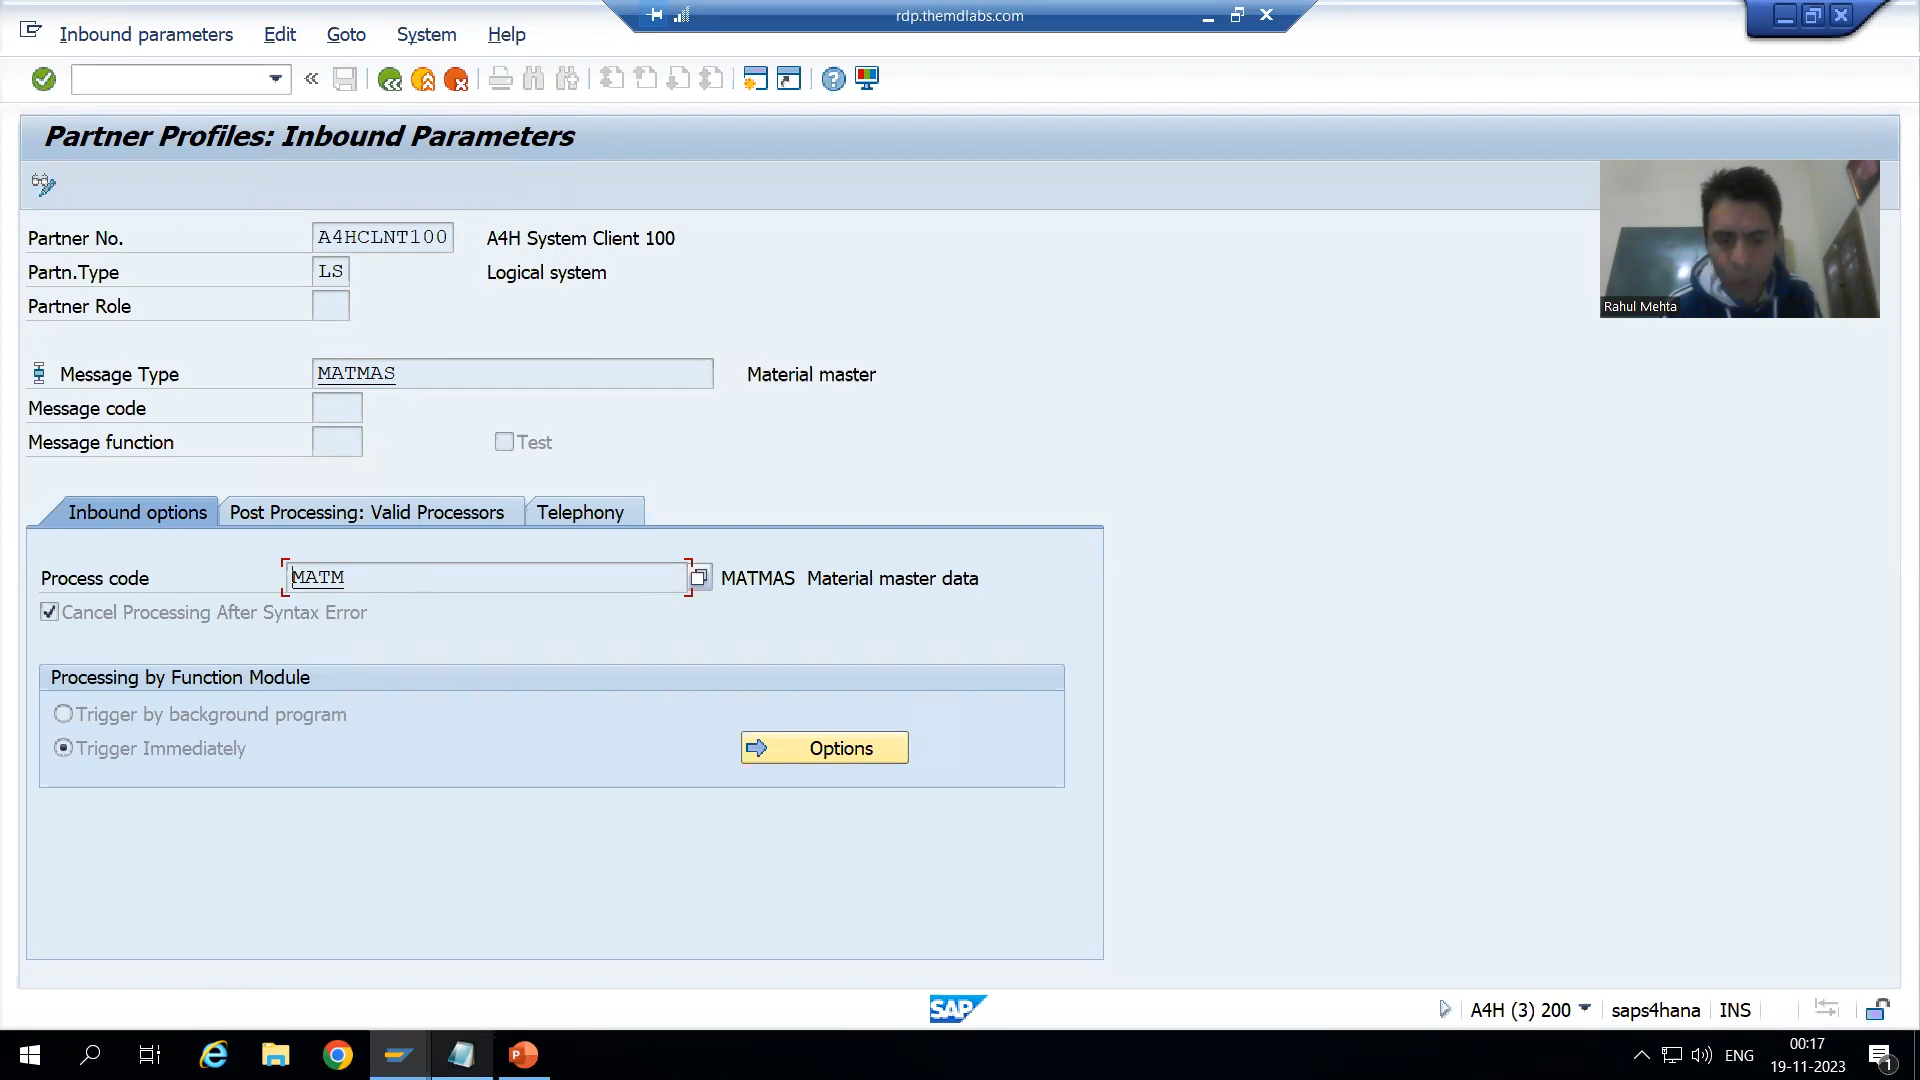 rdp.themdlabs.com
Inbound parameters Edit Goto System Help
Partner Profiles: Inbound Parameters
Partner No. A4HCLNT100 A4H System Client 100
Partn.Type LS Logical system
Partner Role
Rahul Mehta
Message Type MATMAS Material master
Message code
Message function Test
Inbound options Post Processing: Valid Processors Telephony
Process code MATM MATMAS Material master data
Cancel Processing After Syntax Error
Processing by Function Module
Trigger by background program
Trigger Immediately Options
SAP A4H (3) 200 saps4hana INS
ENG 00:17
19-11-2023 1